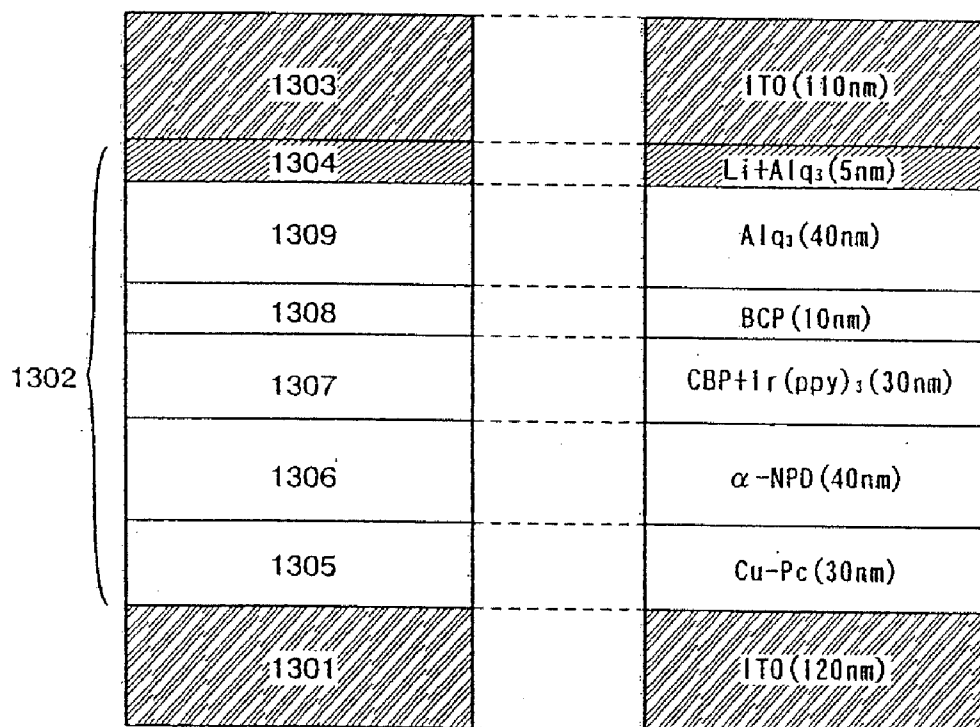 1303
ITO(110nm)
1304
Li+Alq₃(5nm)
1309
Alq₃(40nm)
1308
BCP(10nm)
1302
1307
CBP+Ir(ppy)₃(30nm)
1306
α-NPD(40nm)
1305
Cu-Pc(30nm)
1301
ITO(120nm)